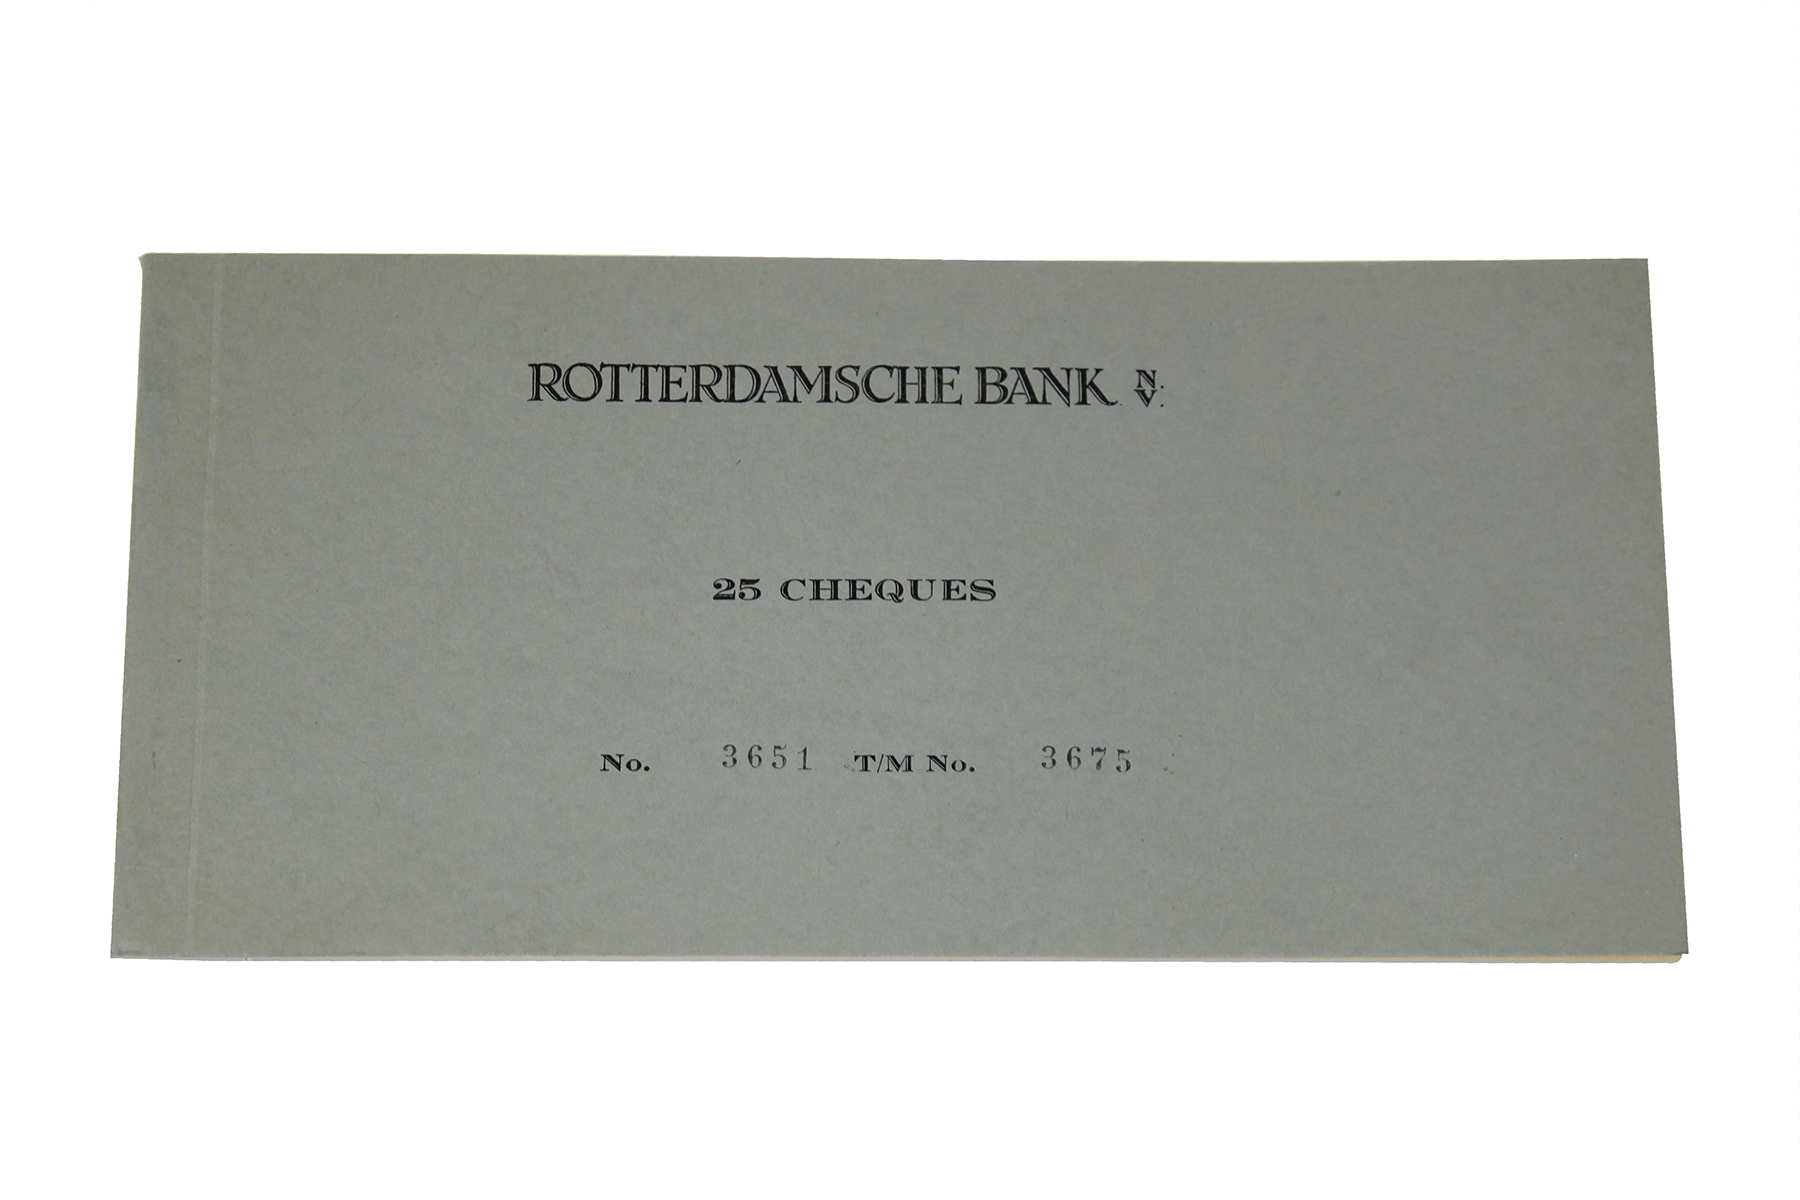 ROTTERDAMSCHE BANK N.V.
25 CHEQUES
No. 3651 T/M No. 3675